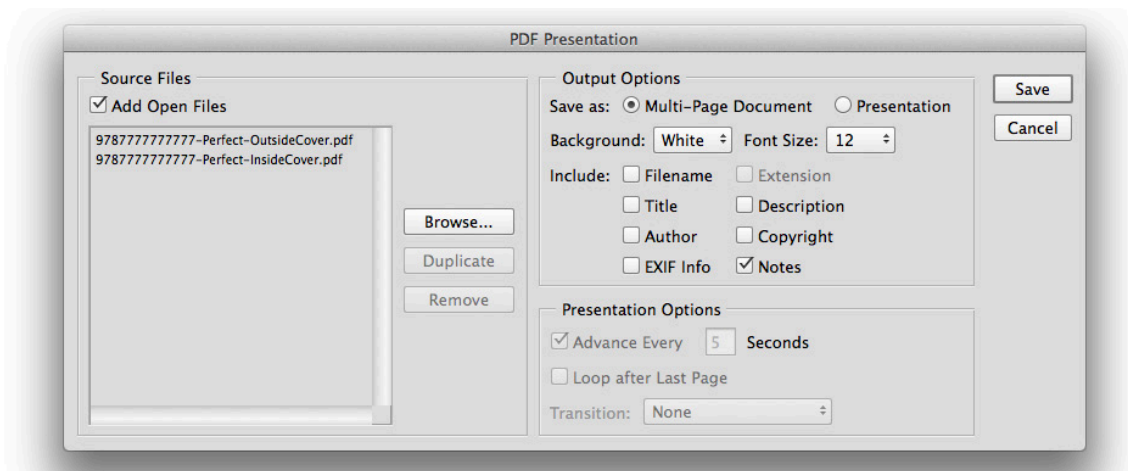 PDF Presentation
Source Files
Add Open Files
9787777777777-Perfect-OutsideCover.pdf
9787777777777-Perfect-InsideCover.pdf
Browse...
Duplicate
Remove
Output Options
Save as: Multi-Page Document Presentation
Background: White Font Size: 12
Include: Filename Extension
Title Description
Author Copyright
EXIF Info Notes
Presentation Options
Advance Every 5 Seconds
Loop after Last Page
Transition: None
Save
Cancel